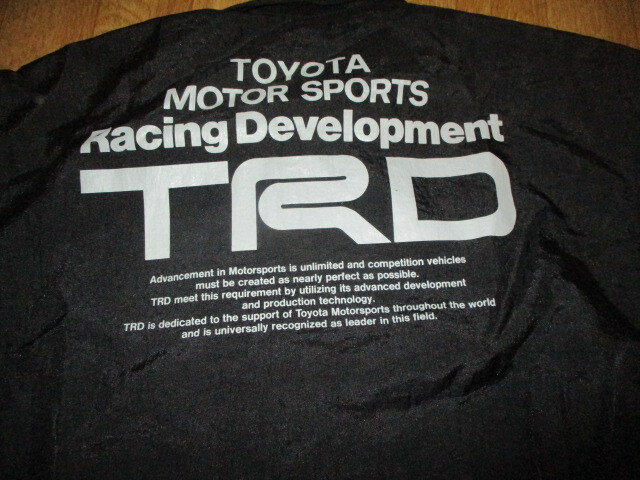 TOYOTA
MOTOR SPORTS
Racing Development
TRD
Advancement in Motorsports is unlimited and competition vehicles
must be created as nearly perfect as possible.
TRD meet this requirement by utilizing its advanced development
and production technology.
TRD is dedicated to the support of Toyota Motorsports throughout the world
and is universally recognized as leader in this field.